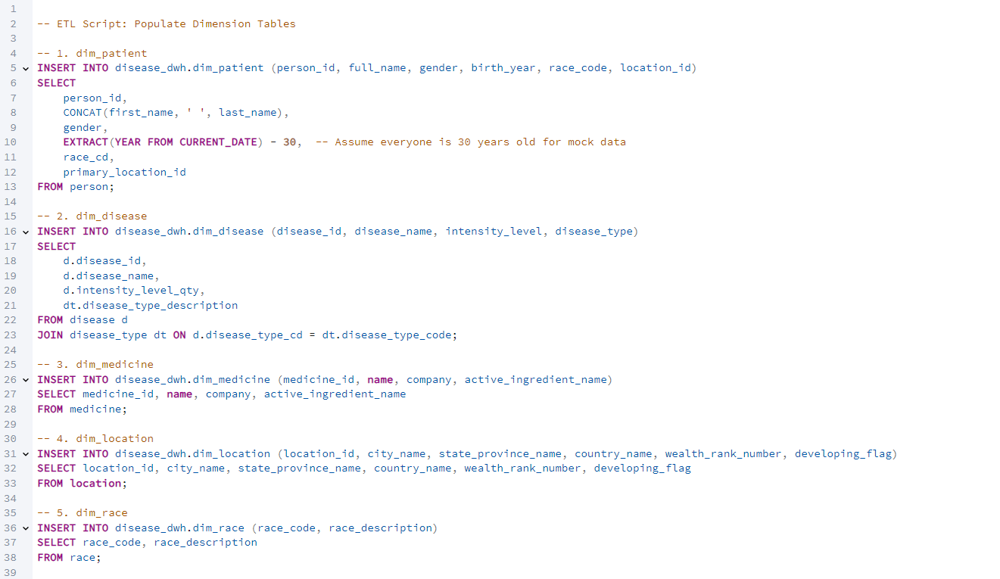 1
2 -- ETL Script: Populate Dimension Tables
3
4 -- 1. dim_patient
5 INSERT INTO disease_dwh.dim_patient (person_id, full_name, gender, birth_year, race_code, location_id)
6 SELECT
7     person_id,
8     CONCAT(first_name, ' ', last_name),
9     gender,
10     EXTRACT(YEAR FROM CURRENT_DATE) - 30,  -- Assume everyone is 30 years old for mock data
11     race_cd,
12     primary_location_id
13 FROM person;
14
15 -- 2. dim_disease
16 INSERT INTO disease_dwh.dim_disease (disease_id, disease_name, intensity_level, disease_type)
17 SELECT
18     d.disease_id,
19     d.disease_name,
20     d.intensity_level_qty,
21     dt.disease_type_description
22 FROM disease d
23 JOIN disease_type dt ON d.disease_type_cd = dt.disease_type_code;
24
25 -- 3. dim_medicine
26 INSERT INTO disease_dwh.dim_medicine (medicine_id, name, company, active_ingredient_name)
27 SELECT medicine_id, name, company, active_ingredient_name
28 FROM medicine;
29
30 -- 4. dim_location
31 INSERT INTO disease_dwh.dim_location (location_id, city_name, state_province_name, country_name, wealth_rank_number, developing_flag)
32 SELECT location_id, city_name, state_province_name, country_name, wealth_rank_number, developing_flag
33 FROM location;
34
35 -- 5. dim_race
36 INSERT INTO disease_dwh.dim_race (race_code, race_description)
37 SELECT race_code, race_description
38 FROM race;
39